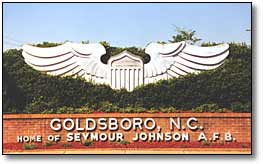 GOLDSBORO, N.C.
HOME OF SEYMOUR JOHNSON A.F.B.